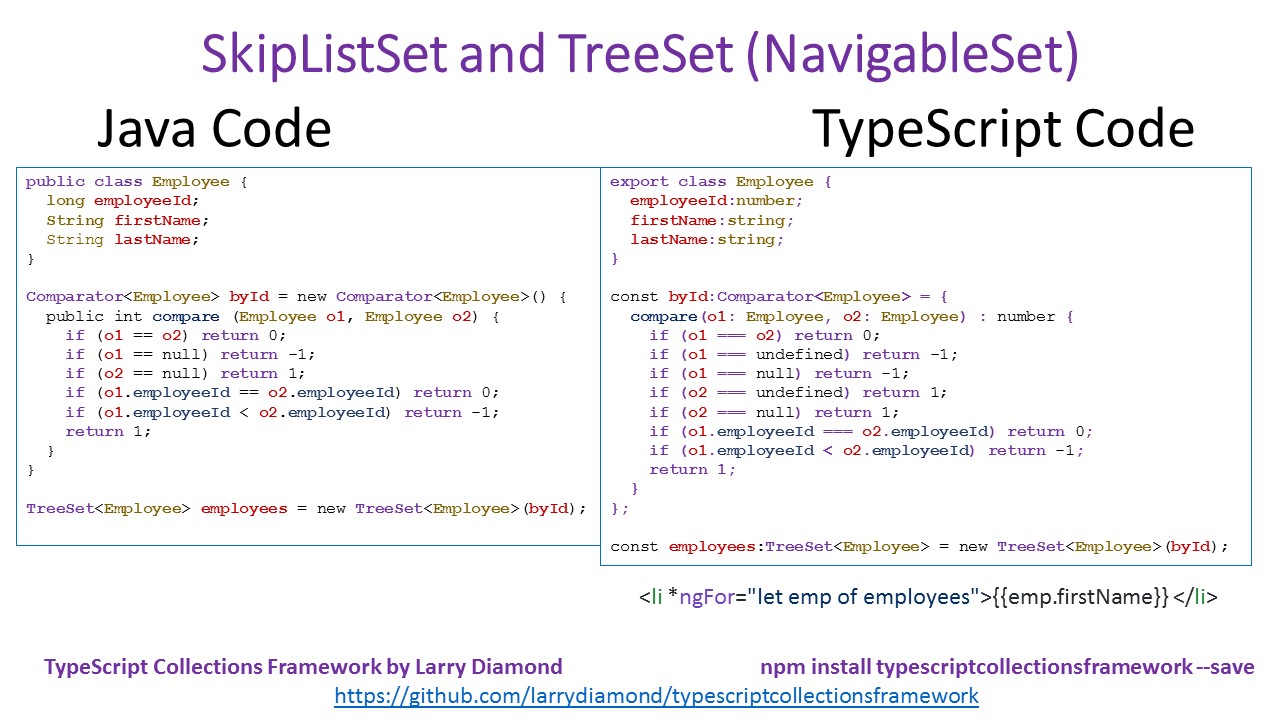 SkipListSet and TreeSet (NavigableSet)
Java Code
TypeScript Code
public class Employee {
  long employeeId;
  String firstName;
  String lastName;
}

Comparator<Employee> byId = new Comparator<Employee>() {
  public int compare (Employee o1, Employee o2) {
    if (o1 == o2) return 0;
    if (o1 == null) return -1;
    if (o2 == null) return 1;
    if (o1.employeeId == o2.employeeId) return 0;
    if (o1.employeeId < o2.employeeId) return -1;
    return 1;
  }
}

TreeSet<Employee> employees = new TreeSet<Employee>(byId);
export class Employee {
  employeeId:number;
  firstName:string;
  lastName:string;
}

const byId:Comparator<Employee> = {
  compare(o1: Employee, o2: Employee) : number {
    if (o1 === o2) return 0;
    if (o1 === undefined) return -1;
    if (o1 === null) return -1;
    if (o2 === undefined) return 1;
    if (o2 === null) return 1;
    if (o1.employeeId === o2.employeeId) return 0;
    if (o1.employeeId < o2.employeeId) return -1;
    return 1;
  }
};

const employees:TreeSet<Employee> = new TreeSet<Employee>(byId);
<li *ngFor="let emp of employees">{{emp.firstName}} </li>
TypeScript Collections Framework by Larry Diamond
npm install typescriptcollectionsframework --save
https://github.com/larrydiamond/typescriptcollectionsframework